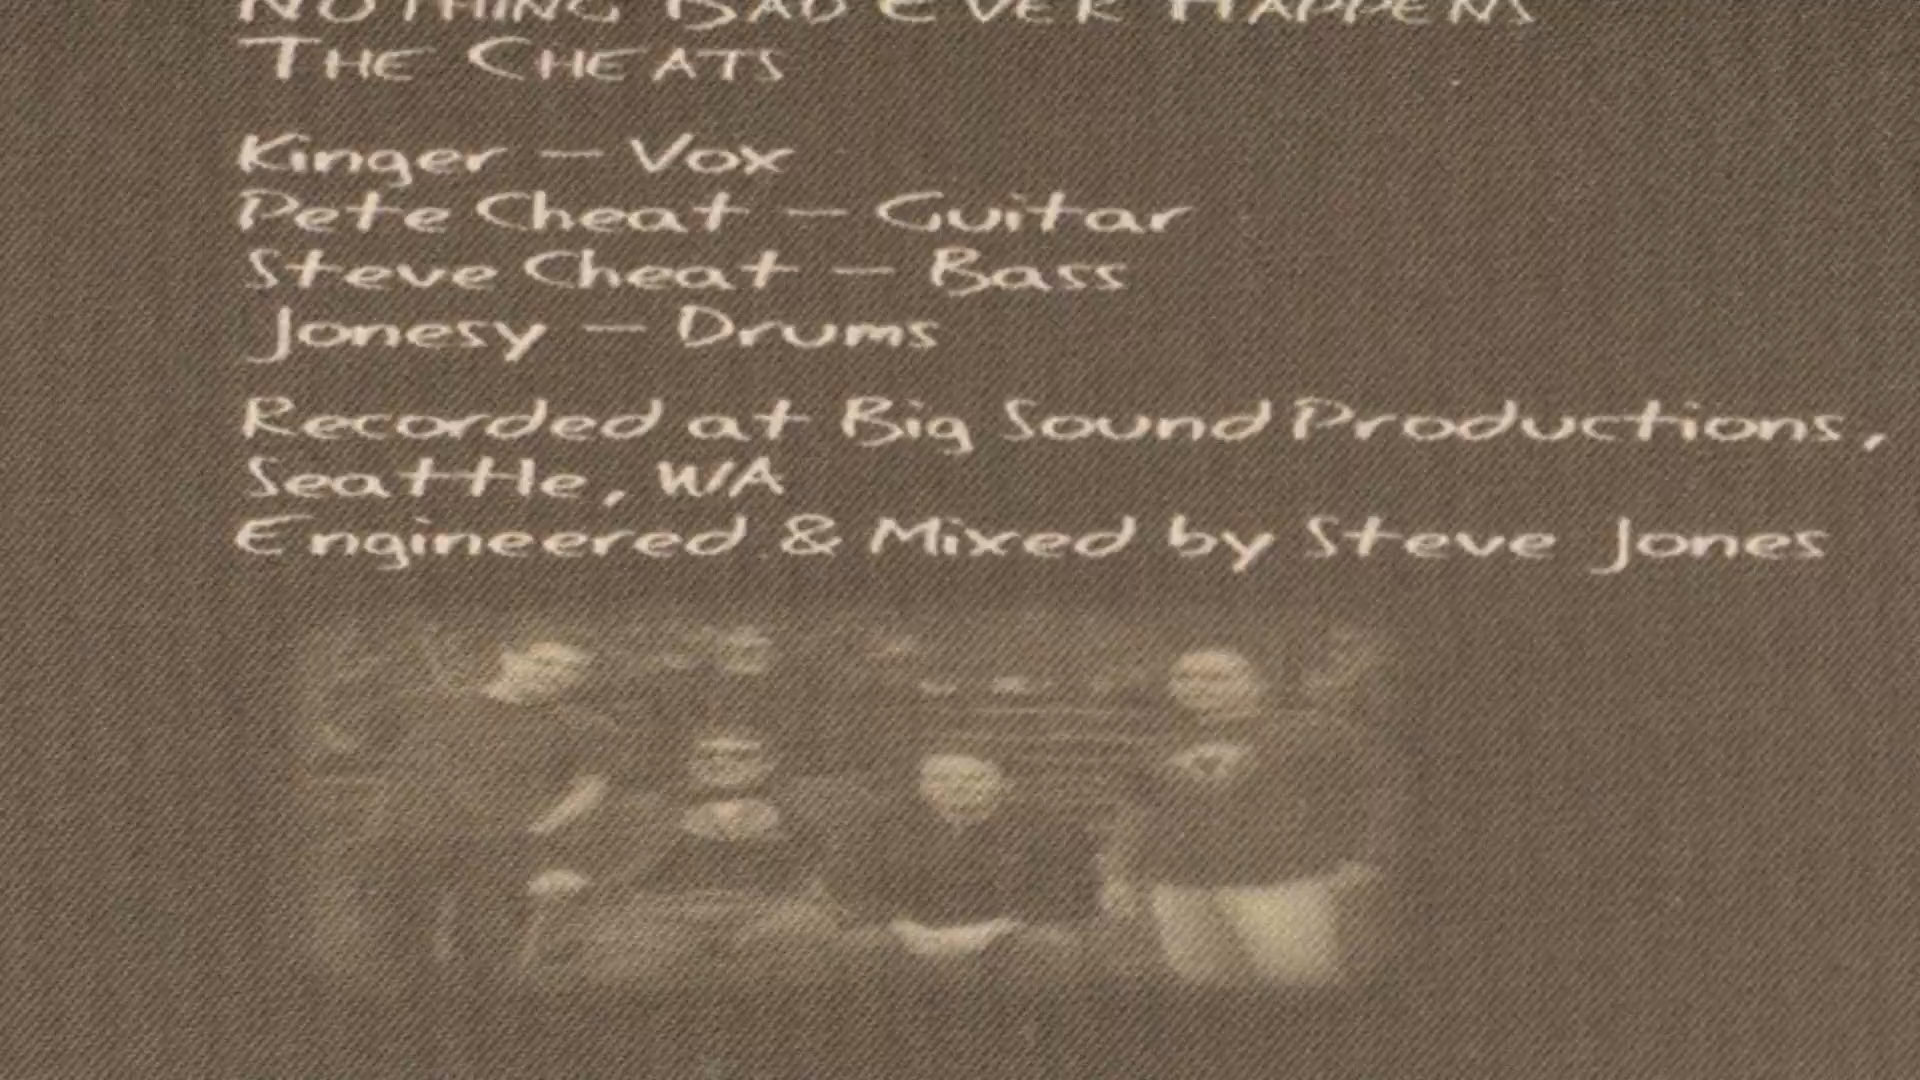 NOTHING BAD EVER HAPPENS
THE CHEATS
Kinger – Vox
Pete Cheat – Guitar
Steve Cheat – Bass
Jonesy – Drums
Recorded at Big Sound Productions,
Seattle, WA
Engineered & Mixed by Steve Jones